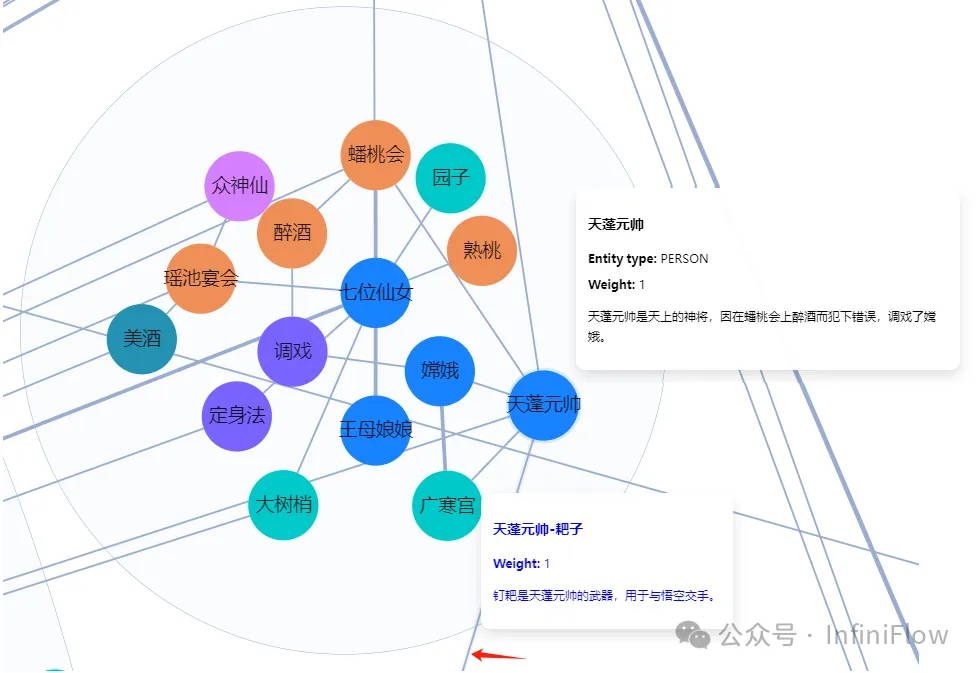 蟠桃会
园子
众神仙
醉酒
熟桃
瑶池宴会
七位仙女
美酒
调戏
嫦娥
定身法
天蓬元帅
王母娘娘
大树梢
广寒宫
天蓬元帅
Entity type: PERSON
Weight: 1
天蓬元帅是天上的神将，因在蟠桃会上醉酒而犯下错误，调戏了嫦
娥。
天蓬元帅-耙子
Weight: 1
钉耙是天蓬元帅的武器，用于与悟空交手。
公众号 · InfiniFlow